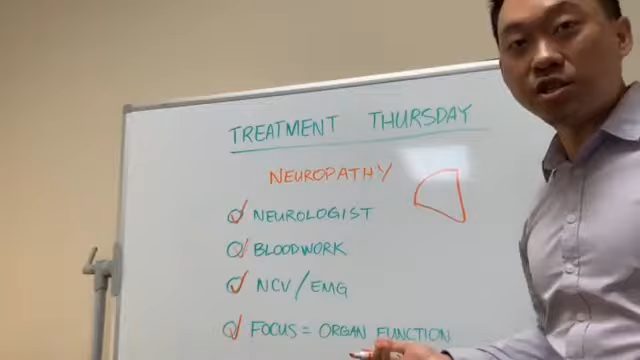 TREATMENT THURSDAY
NEUROPATHY
NEUROLOGIST
BLOODWORK
NCV/EMG
FOCUS = ORGAN FUNCTION